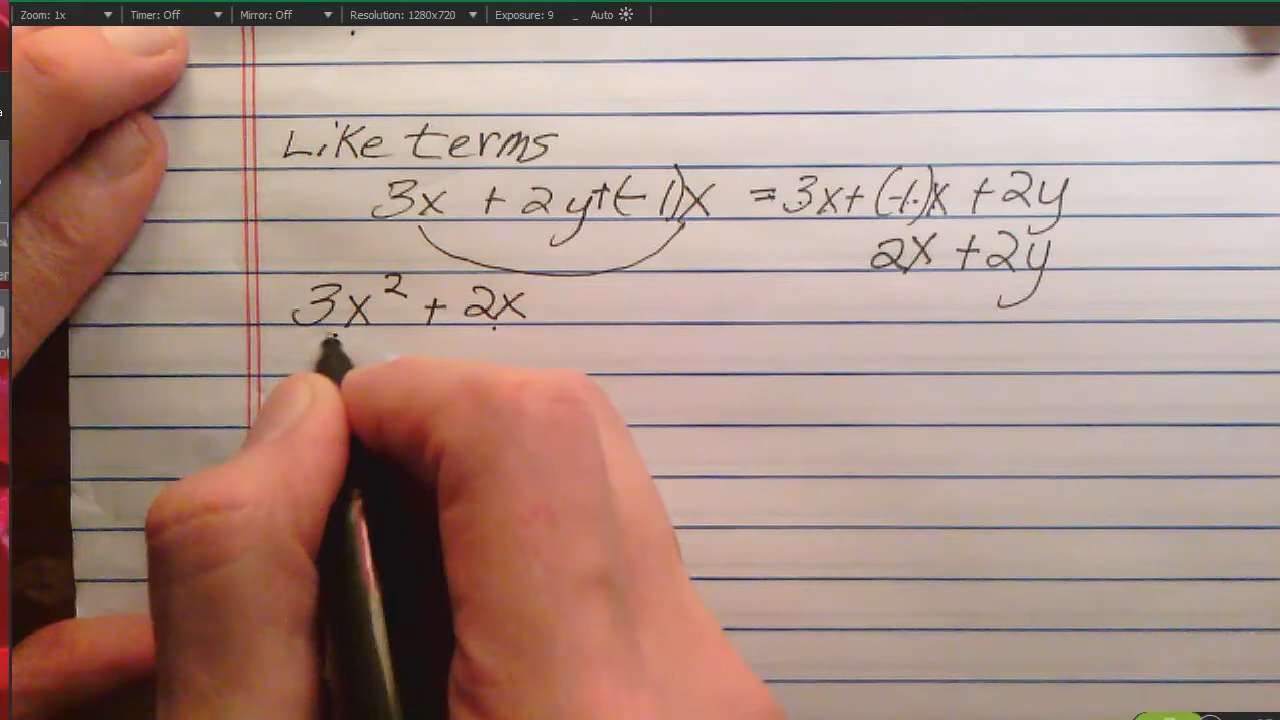 Zoom: 1x Timer: Off Mirror: Off Resolution: 1280x720 Exposure: 9 Auto
Like terms
3x + 2y + (-1)x = 3x + (-1)x + 2y
2x + 2y
3x² + 2x